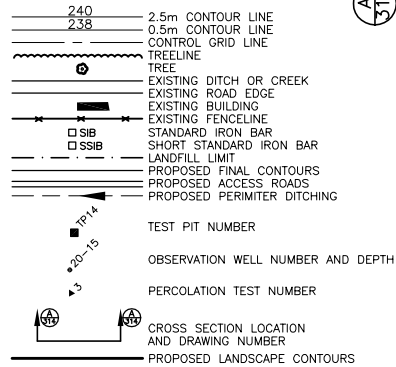 240 2.5m CONTOUR LINE
238 0.5m CONTOUR LINE
CONTROL GRID LINE
TREELINE
TREE
EXISTING DITCH OR CREEK
EXISTING ROAD EDGE
EXISTING BUILDING
EXISTING FENCELINE
SIB STANDARD IRON BAR
SSIB SHORT STANDARD IRON BAR
LANDFILL LIMIT
PROPOSED FINAL CONTOURS
PROPOSED ACCESS ROADS
PROPOSED PERIMITER DITCHING
TP14 TEST PIT NUMBER
20-15 OBSERVATION WELL NUMBER AND DEPTH
3 PERCOLATION TEST NUMBER
A 314 A 314 CROSS SECTION LOCATION
AND DRAWING NUMBER
PROPOSED LANDSCAPE CONTOURS